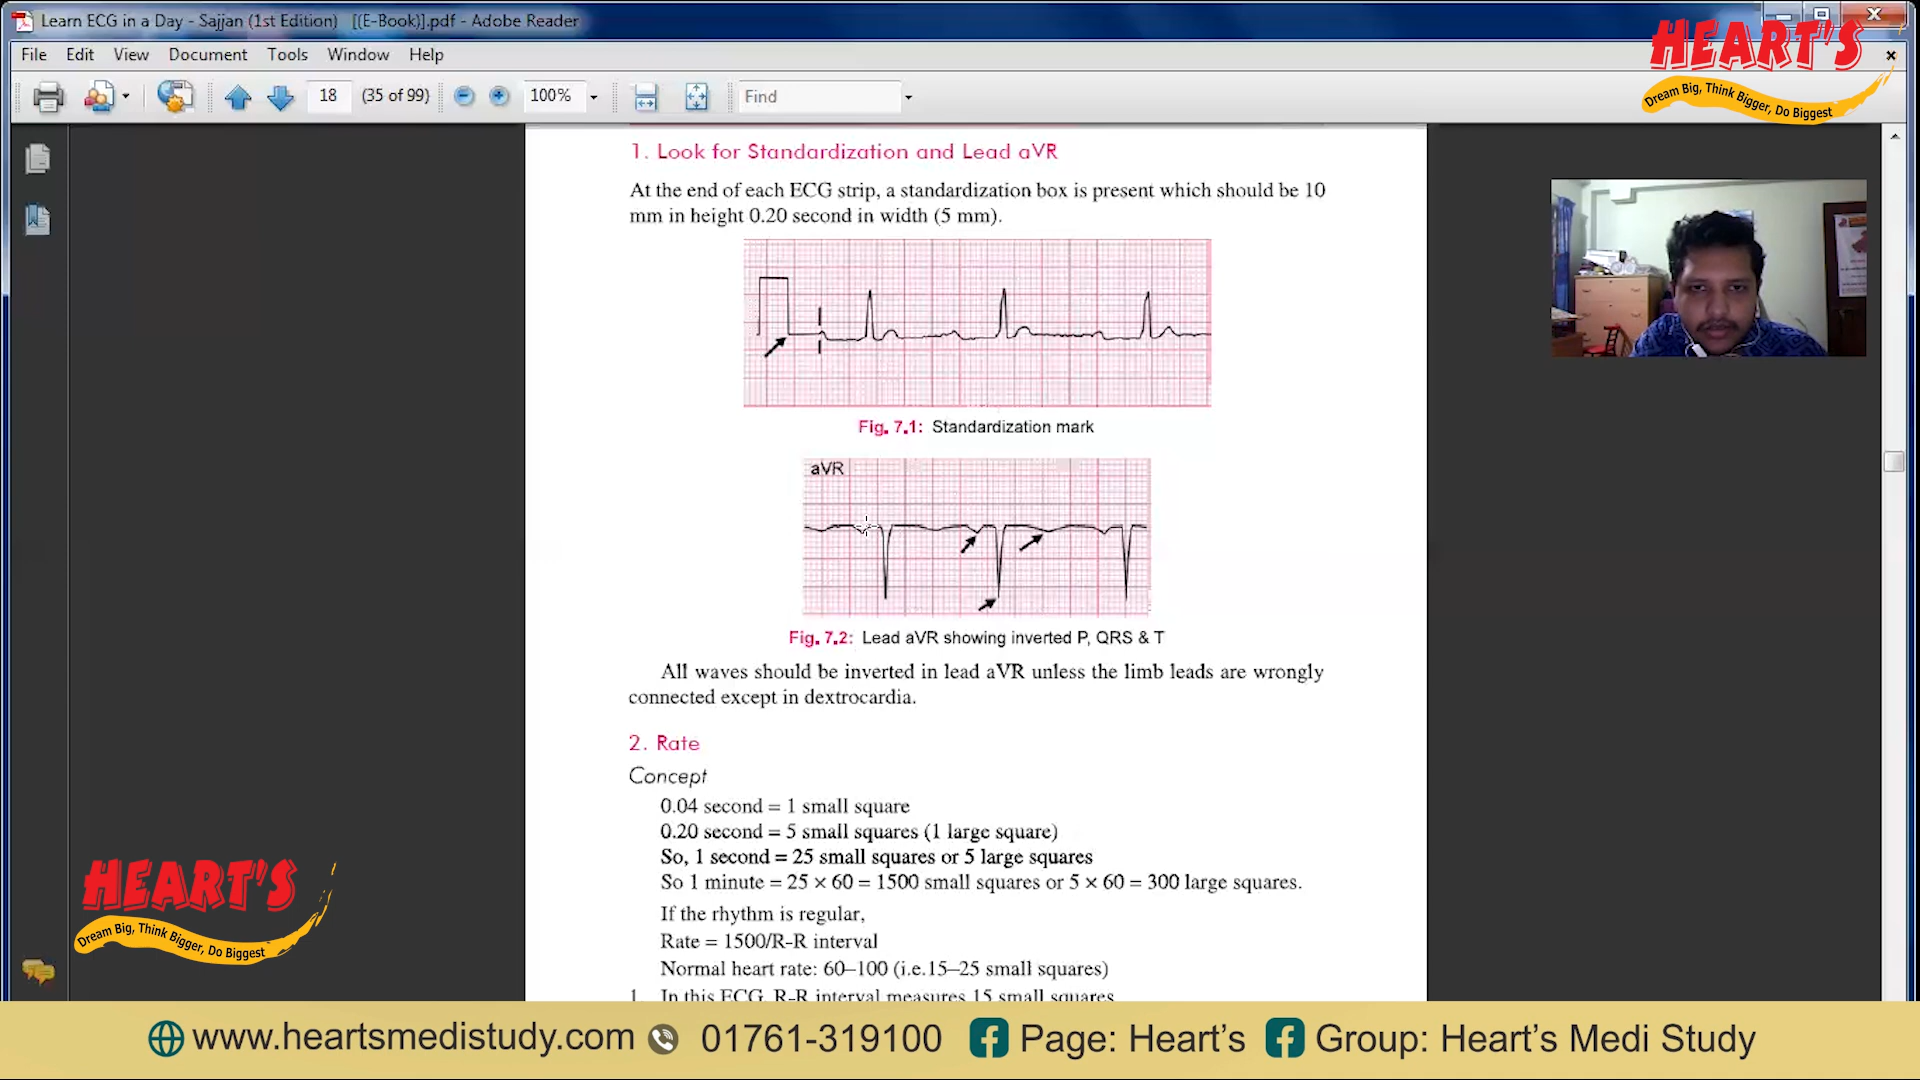 Learn ECG in a Day - Sajjan (1st Edition) [(E-Book)].pdf - Adobe Reader
File Edit View Document Tools Window Help
18 (35 of 99) 100% Find
HEART'S
Dream Big, Think Bigger, Do Biggest
1. Look for Standardization and Lead aVR
At the end of each ECG strip, a standardization box is present which should be 10
mm in height 0.20 second in width (5 mm).
Fig. 7.1: Standardization mark
aVR
Fig. 7.2: Lead aVR showing inverted P, QRS & T
All waves should be inverted in lead aVR unless the limb leads are wrongly
connected except in dextrocardia.
2. Rate
Concept
0.04 second = 1 small square
0.20 second = 5 small squares (1 large square)
So, 1 second = 25 small squares or 5 large squares
So 1 minute = 25 × 60 = 1500 small squares or 5 × 60 = 300 large squares.
If the rhythm is regular,
Rate = 1500/R-R interval
Normal heart rate: 60–100 (i.e.15–25 small squares)
1. In this ECG, R-R interval measures 15 small squares
HEART'S
Dream Big, Think Bigger, Do Biggest
www.heartsmedistudy.com 01761-319100 Page: Heart's Group: Heart's Medi Study